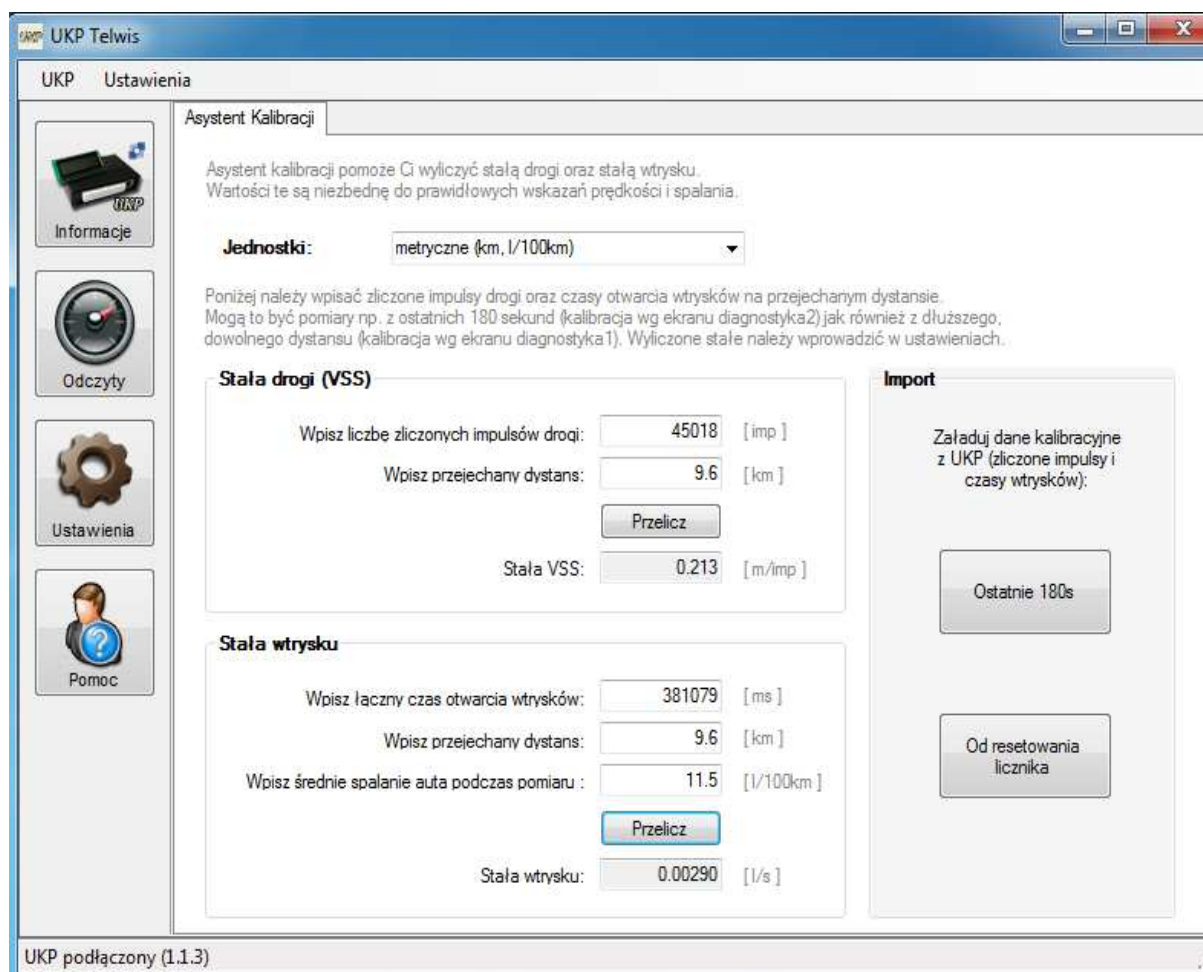 UKP Telwis
UKP Ustawienia
UKP
Informacje
Odczyty
Ustawienia
Pomoc
Asystent Kalibracji
Asystent kalibracji pomoże Ci wyliczyć stałą drogi oraz stałą wtrysku.
Wartości te są niezbędnę do prawidłowych wskazań prędkości i spalania.
Jednostki: metryczne (km, l/100km)
Poniżej należy wpisać zliczone impulsy drogi oraz czasy otwarcia wtrysków na przejechanym dystansie.
Mogą to być pomiary np. z ostatnich 180 sekund (kalibracja wg ekranu diagnostyka2) jak również z dłuższego,
dowolnego dystansu (kalibracja wg ekranu diagnostyka1). Wyliczone stałe należy wprowadzić w ustawieniach.
Stała drogi (VSS)
Wpisz liczbę zliczonych impulsów drogi: 45018 [ imp ]
Wpisz przejechany dystans: 9.6 [ km ]
Przelicz
Stała VSS: 0.213 [ m/imp ]
Stała wtrysku
Wpisz łączny czas otwarcia wtrysków: 381079 [ ms ]
Wpisz przejechany dystans: 9.6 [ km ]
Wpisz średnie spalanie auta podczas pomiaru : 11.5 [ l/100km ]
Przelicz
Stała wtrysku: 0.00290 [ l/s ]
Import
Załaduj dane kalibracyjne
z UKP (zliczone impulsy i
czasy wtrysków):
Ostatnie 180s
Od resetowania
licznika
UKP podłączony (1.1.3)